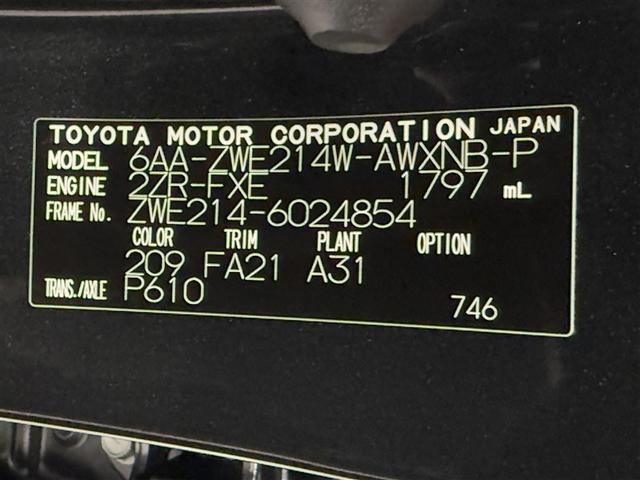 TOYOTA MOTOR CORPORATION JAPAN
MODEL 6AA-ZWE214W-AWXNB-P
ENGINE 2ZR-FXE 1797 mL
FRAME No. ZWE214-6024854
COLOR TRIM PLANT OPTION
209 FA21 A31
TRANS./AXLE P610
746